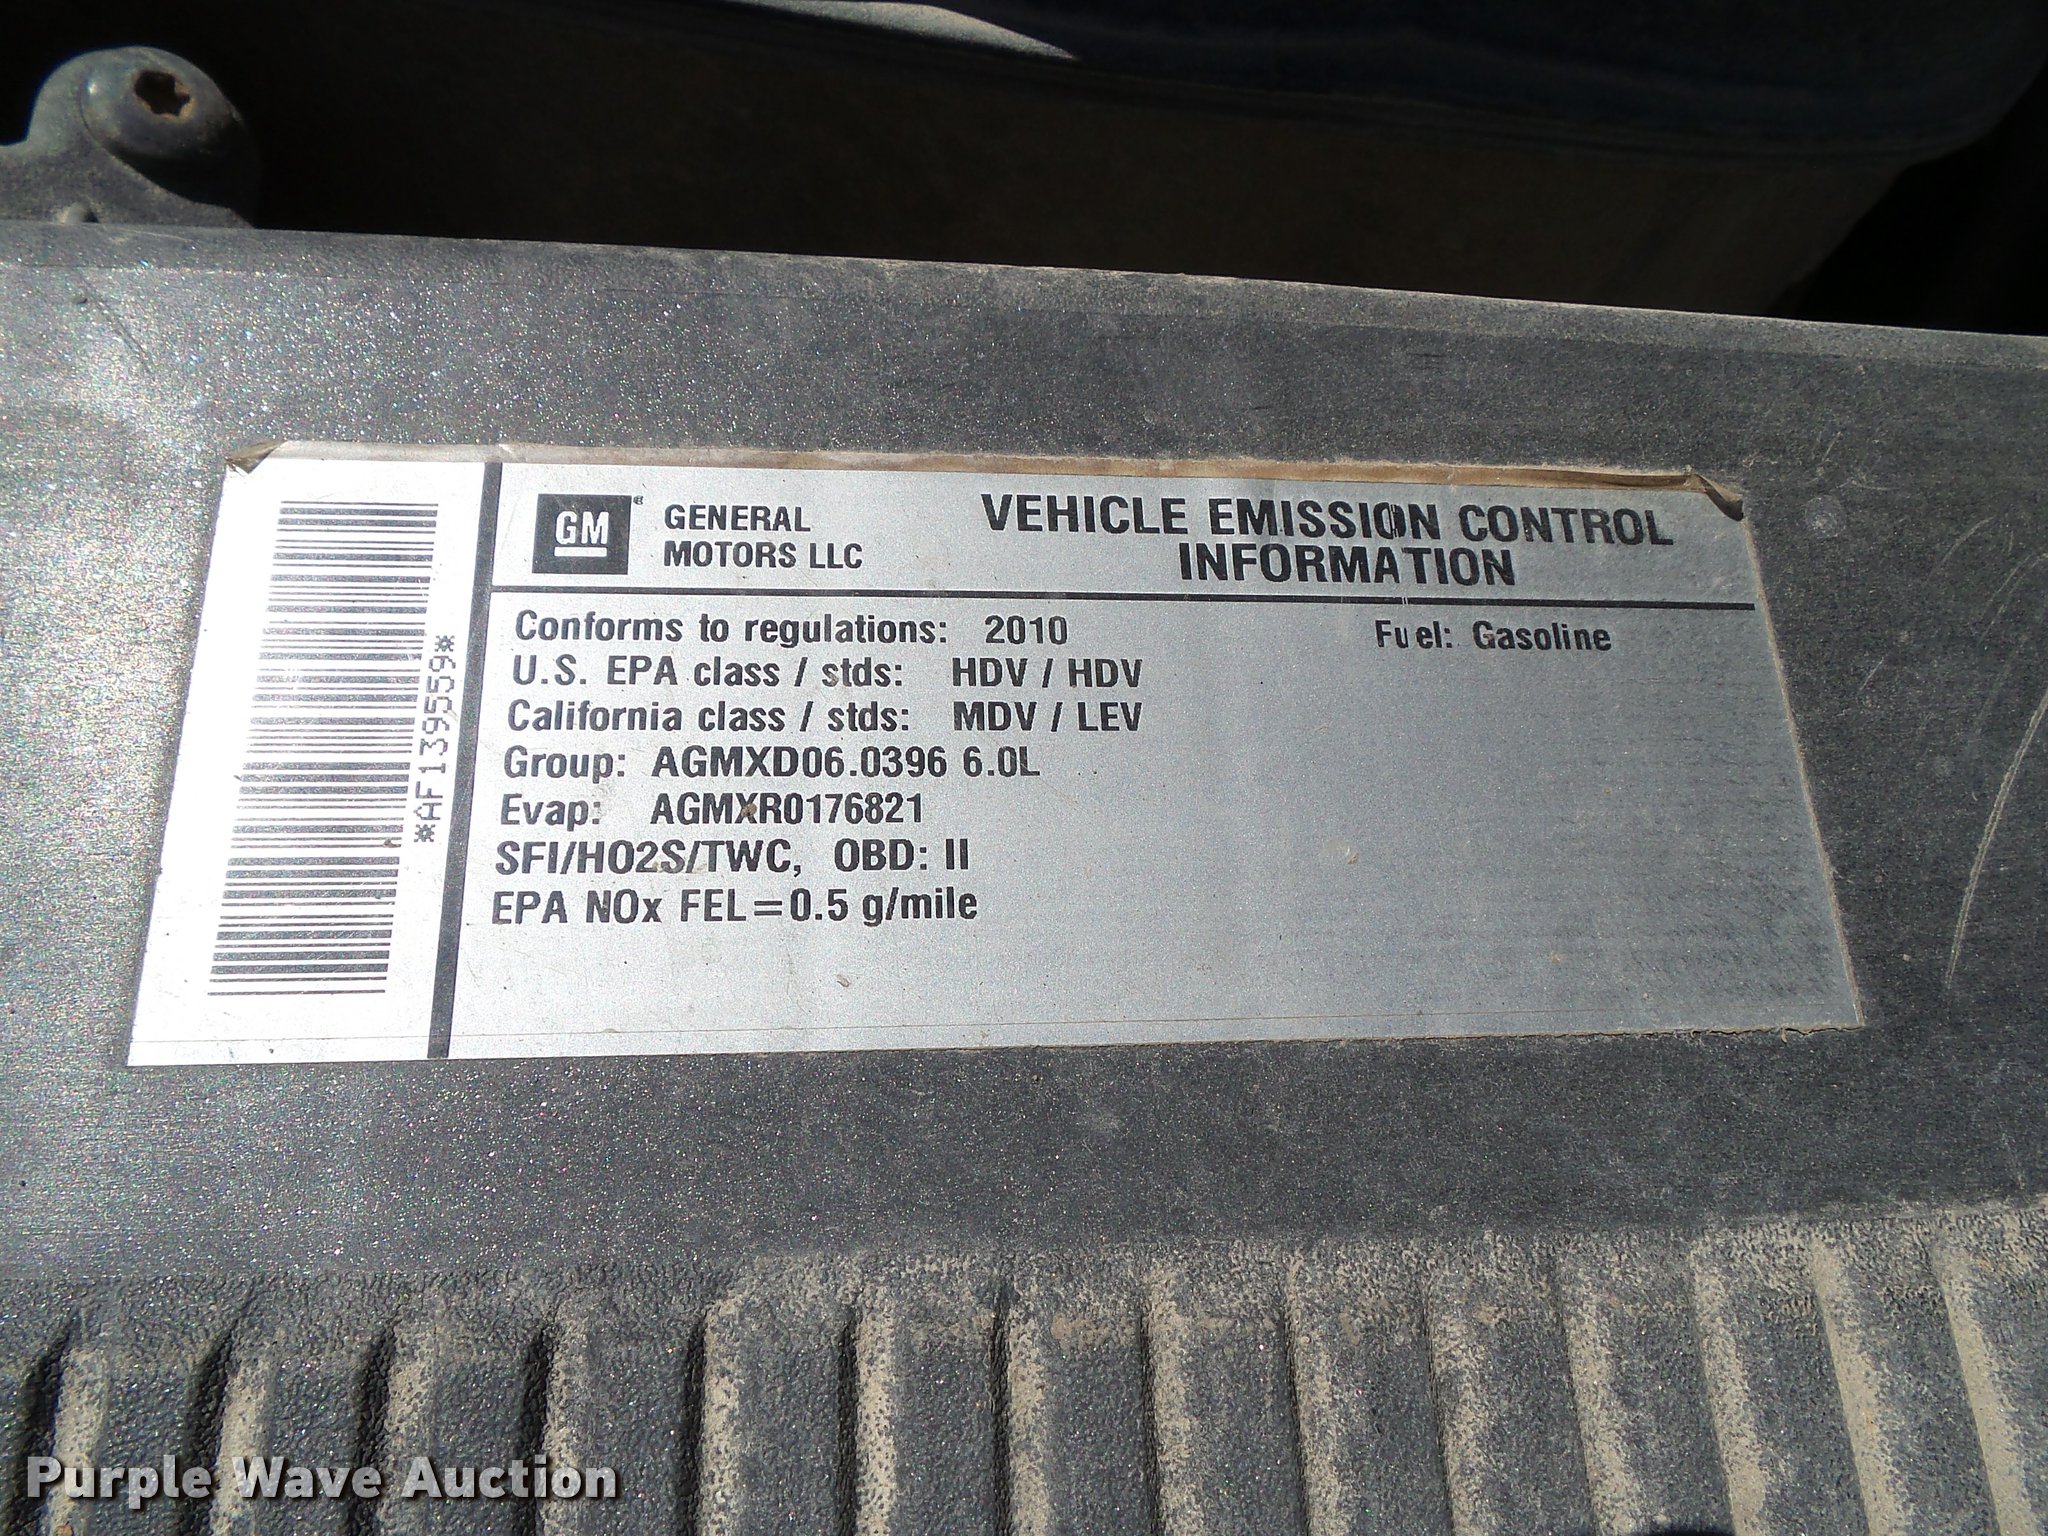 GM
GENERAL
MOTORS LLC
VEHICLE EMISSION CONTROL
INFORMATION
Conforms to regulations: 2010 Fuel: Gasoline
U.S. EPA class / stds: HDV / HDV
California class / stds: MDV / LEV
Group: AGMXD06.0396 6.0L
Evap: AGMXR0176821
SFI/HO2S/TWC, OBD: II
EPA NOx FEL=0.5 g/mile
*AF139559*
Purple Wave Auction